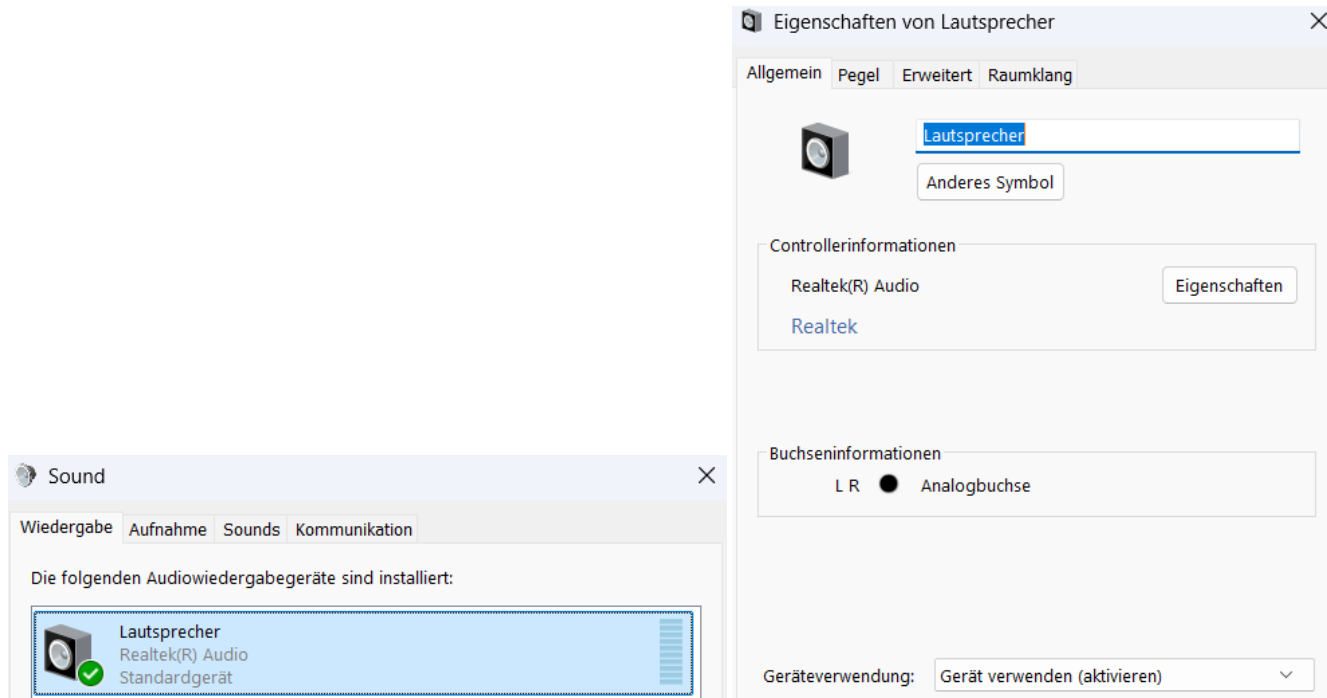 Eigenschaften von Lautsprecher
Allgemein Pegel Erweitert Raumklang
Lautsprecher
Anderes Symbol
Controllerinformationen
Realtek(R) Audio Eigenschaften
Realtek
Buchseninformationen
L R Analogbuchse
Geräteverwendung: Gerät verwenden (aktivieren)
Sound
Wiedergabe Aufnahme Sounds Kommunikation
Die folgenden Audiowiedergabegeräte sind installiert:
Lautsprecher
Realtek(R) Audio
Standardgerät